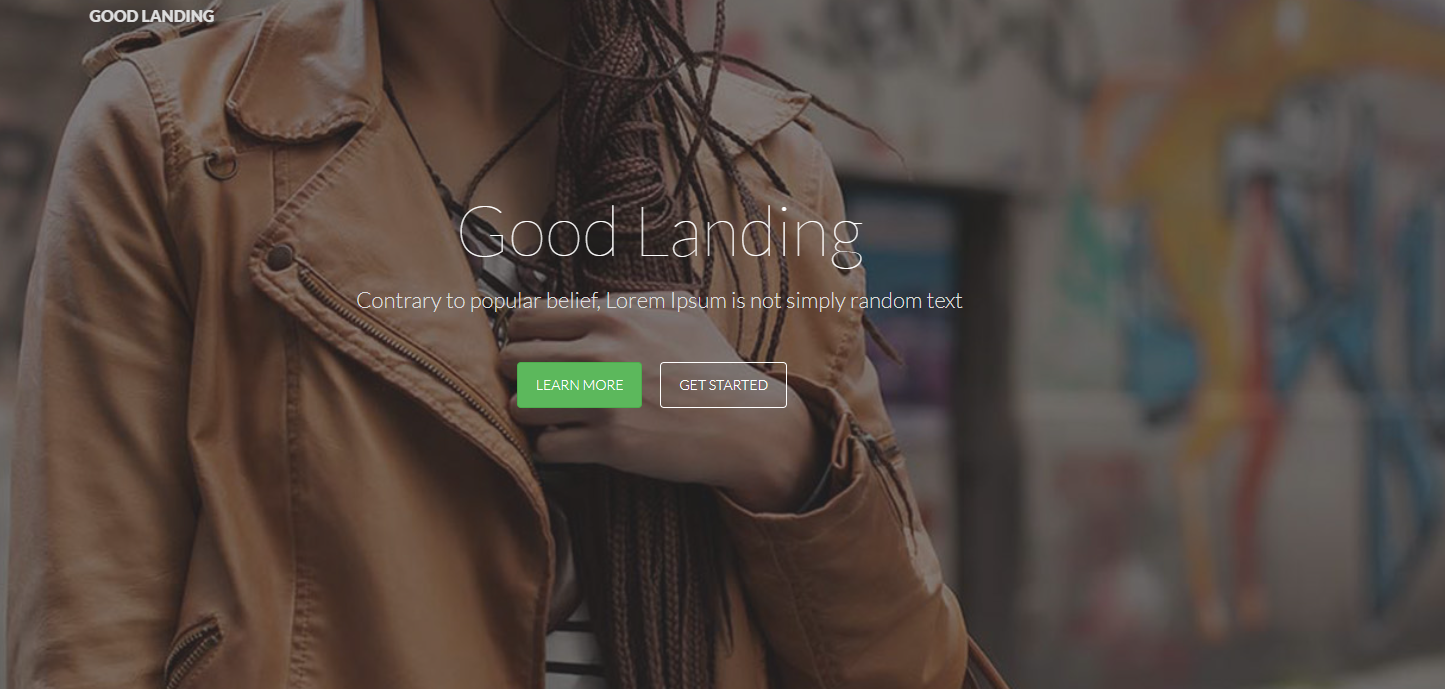 GOOD LANDING
Good Landing
Contrary to popular belief, Lorem Ipsum is not simply random text
LEARN MORE
GET STARTED